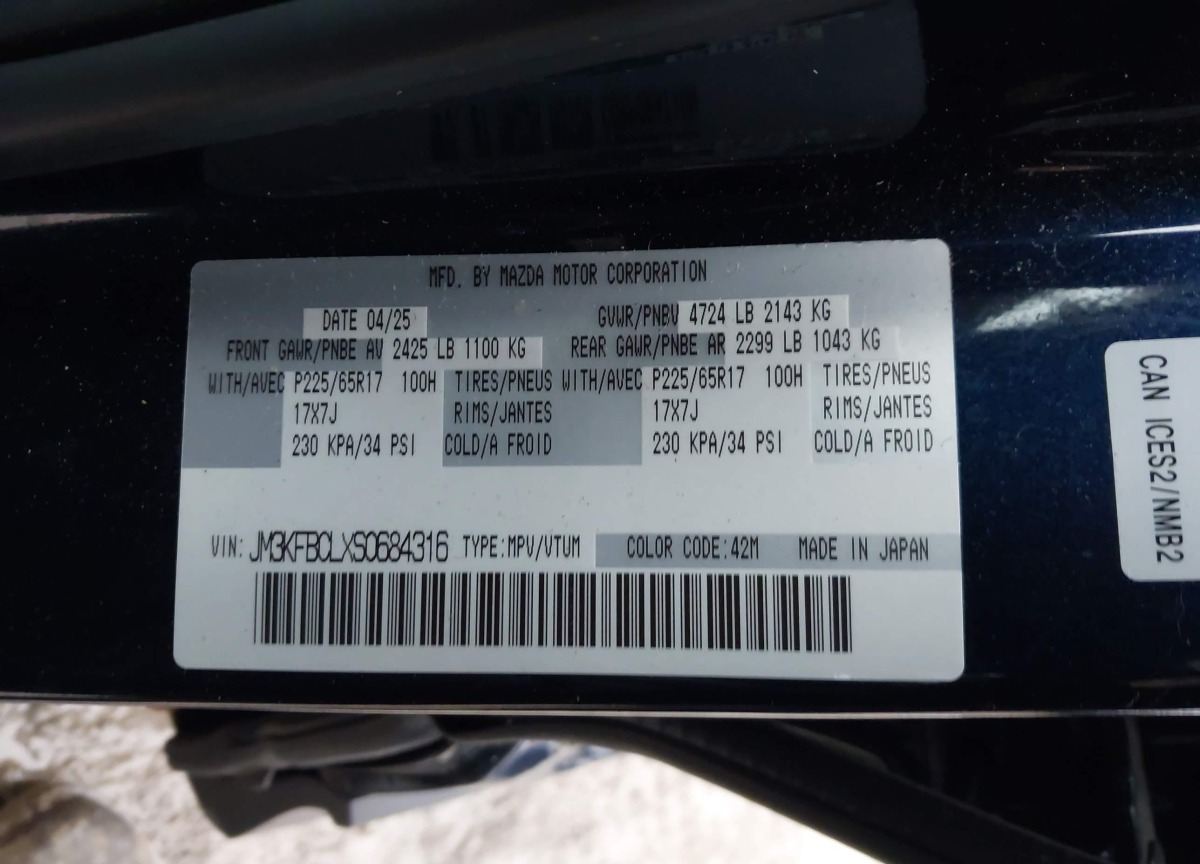 MFD. BY MAZDA MOTOR CORPORATION
DATE 04/25 GVWR/PNBV 4724 LB 2143 KG
FRONT GAWR/PNBE AV 2425 LB 1100 KG REAR GAWR/PNBE AR 2299 LB 1043 KG
WITH/AVEC P225/65R17 100H TIRES/PNEUS WITH/AVEC P225/65R17 100H TIRES/PNEUS
17X7J RIMS/JANTES 17X7J RIMS/JANTES
230 KPA/34 PSI COLD/A FROID 230 KPA/34 PSI COLD/A FROID
VIN: JM3KFBCLXS0684316 TYPE:MPV/VTUM COLOR CODE:42M MADE IN JAPAN
CAN ICES2/NMB2